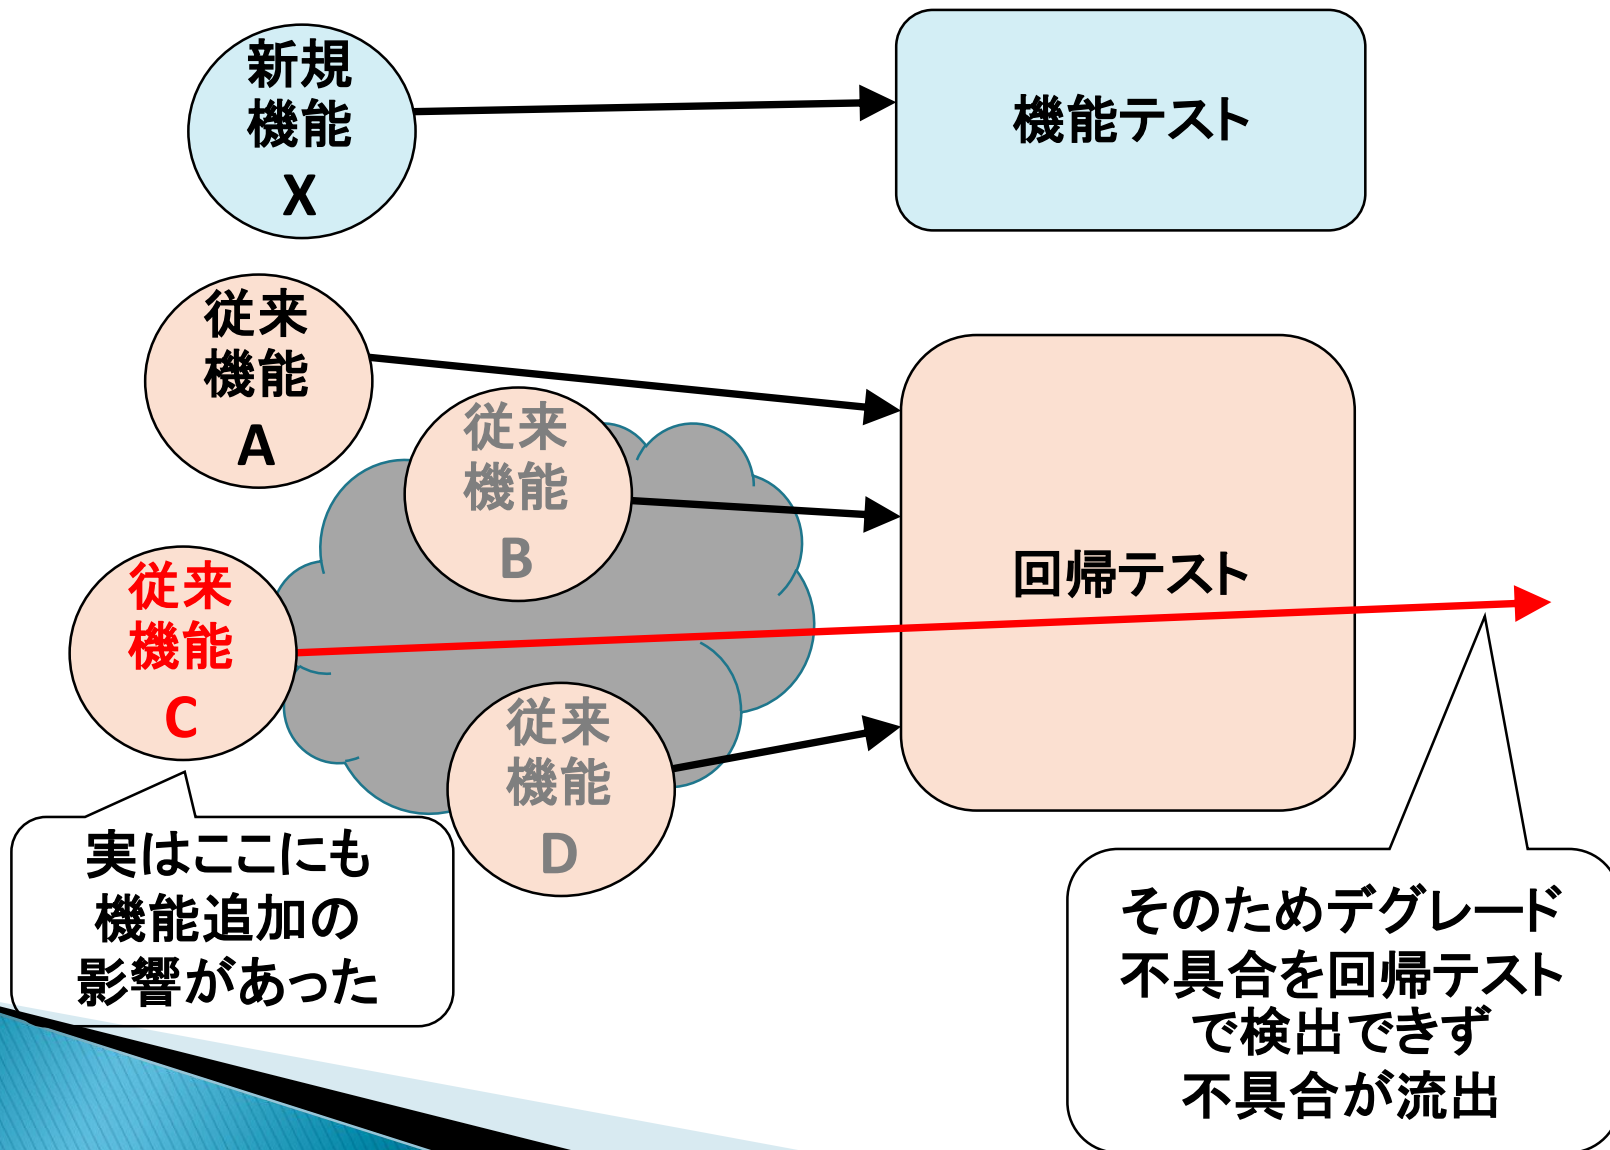 新規
機能
X
機能テスト
従来
機能
A
従来
機能
B
従来
機能
C
回帰テスト
従来
機能
D
実はここにも
機能追加の
影響があった
そのためデグレード
不具合を回帰テスト
で検出できず
不具合が流出